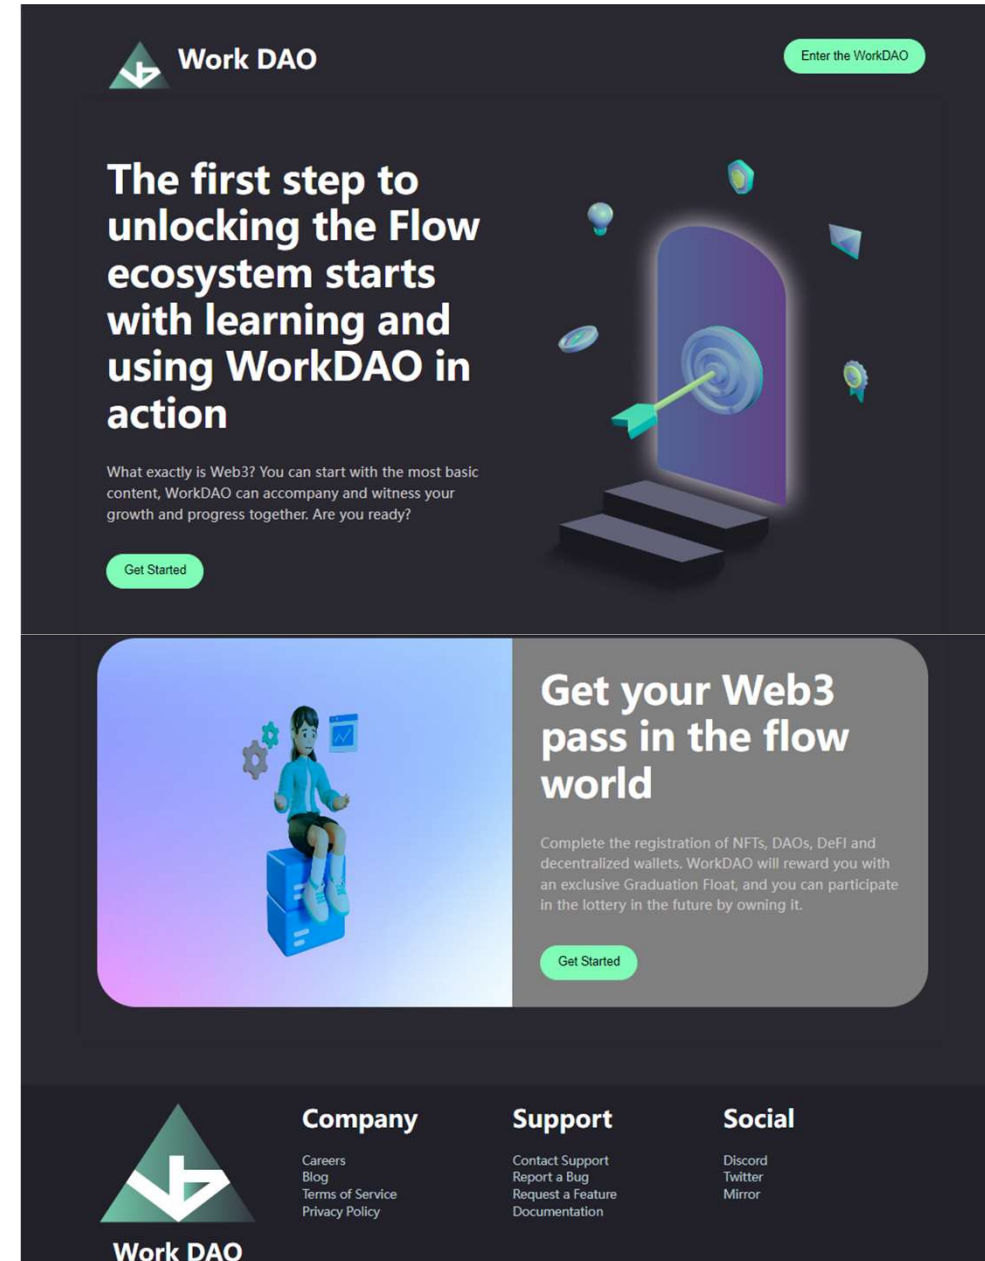 Work DAO
Enter the WorkDAO
The first step to
unlocking the Flow
ecosystem starts
with learning and
using WorkDAO in
action
What exactly is Web3? You can start with the most basic
content, WorkDAO can accompany and witness your
growth and progress together. Are you ready?
Get Started
Get your Web3
pass in the flow
world
Complete the registration of NFTs, DAOs, DeFI and
decentralized wallets. WorkDAO will reward you with
an exclusive Graduation Float, and you can participate
in the lottery in the future by owning it.
Get Started
Work DAO
Company
Careers
Blog
Terms of Service
Privacy Policy
Support
Contact Support
Report a Bug
Request a Feature
Documentation
Social
Discord
Twitter
Mirror